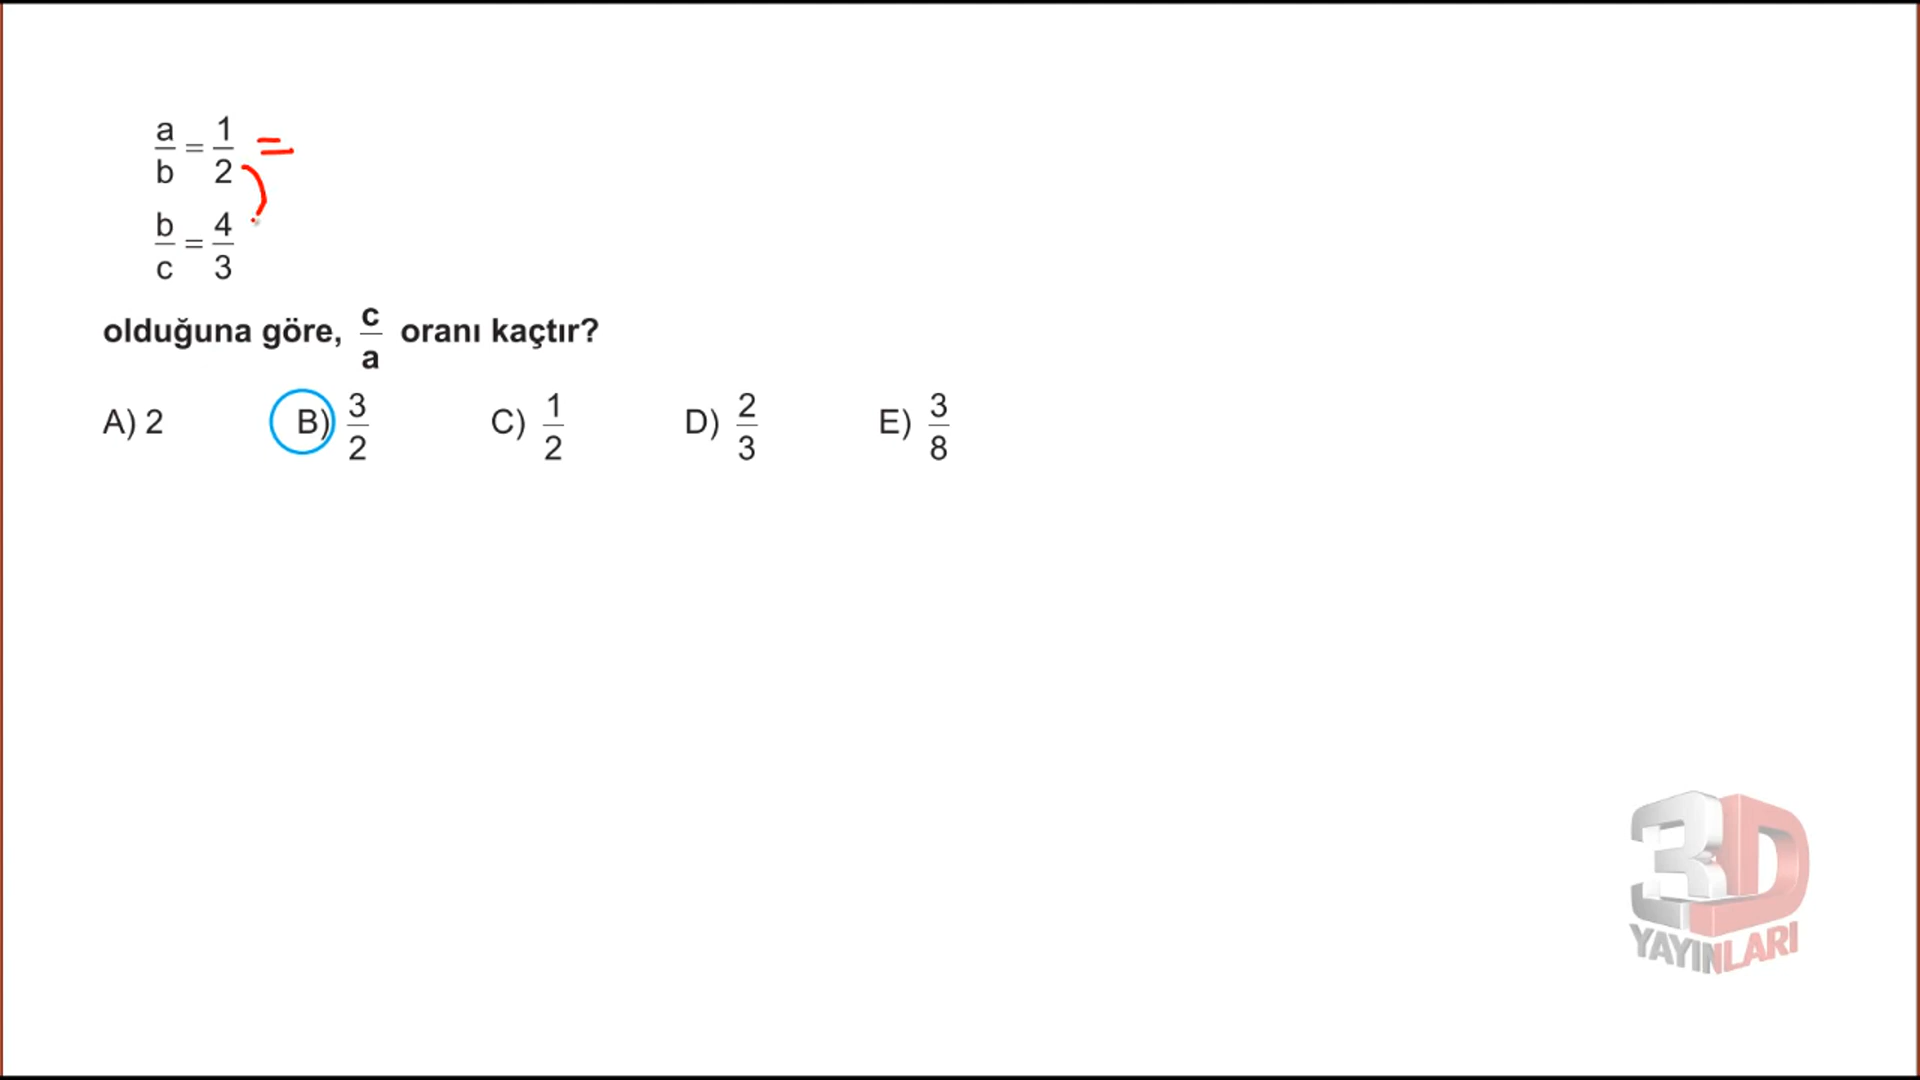 a/b = 1/2 =
b/c = 4/3
olduğuna göre, c/a oranı kaçtır?
A) 2 B) 3/2 C) 1/2 D) 2/3 E) 3/8
3D
YAYINLARI